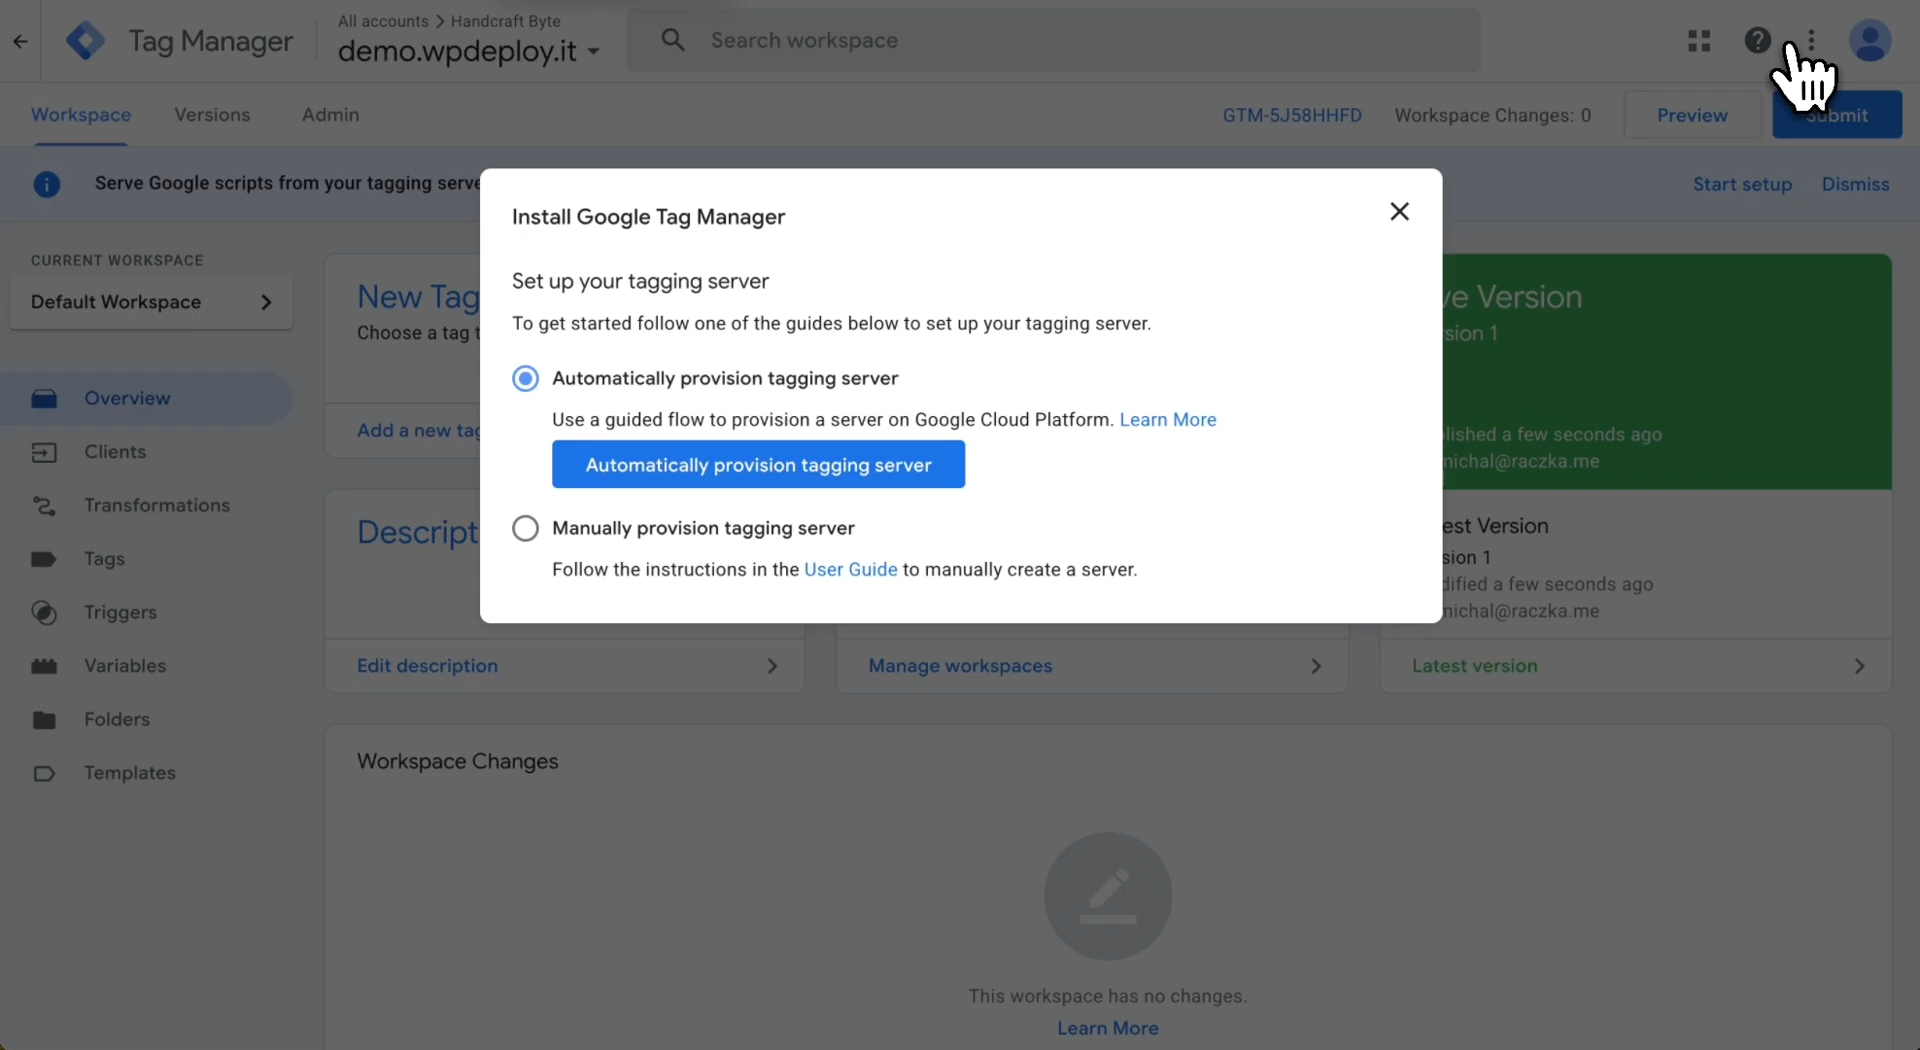 All accounts > Handcraft Byte
Tag Manager
demo.wpdeploy.it
Search workspace
Workspace
Versions
Admin
GTM-5J58HHFD
Workspace Changes: 0
Preview
Submit
Serve Google scripts from your tagging serve
Start setup
Dismiss
Install Google Tag Manager
Set up your tagging server
To get started follow one of the guides below to set up your tagging server.
Automatically provision tagging server
Use a guided flow to provision a server on Google Cloud Platform. Learn More
Automatically provision tagging server
Manually provision tagging server
Follow the instructions in the User Guide to manually create a server.
CURRENT WORKSPACE
Default Workspace
Overview
Clients
Transformations
Tags
Triggers
Variables
Folders
Templates
New Tag
Choose a tag t
Add a new tag
Descript
Edit description
Manage workspaces
ve Version
sion 1
lished a few seconds ago
michal@raczka.me
est Version
sion 1
dified a few seconds ago
michal@raczka.me
Latest version
Workspace Changes
This workspace has no changes.
Learn More